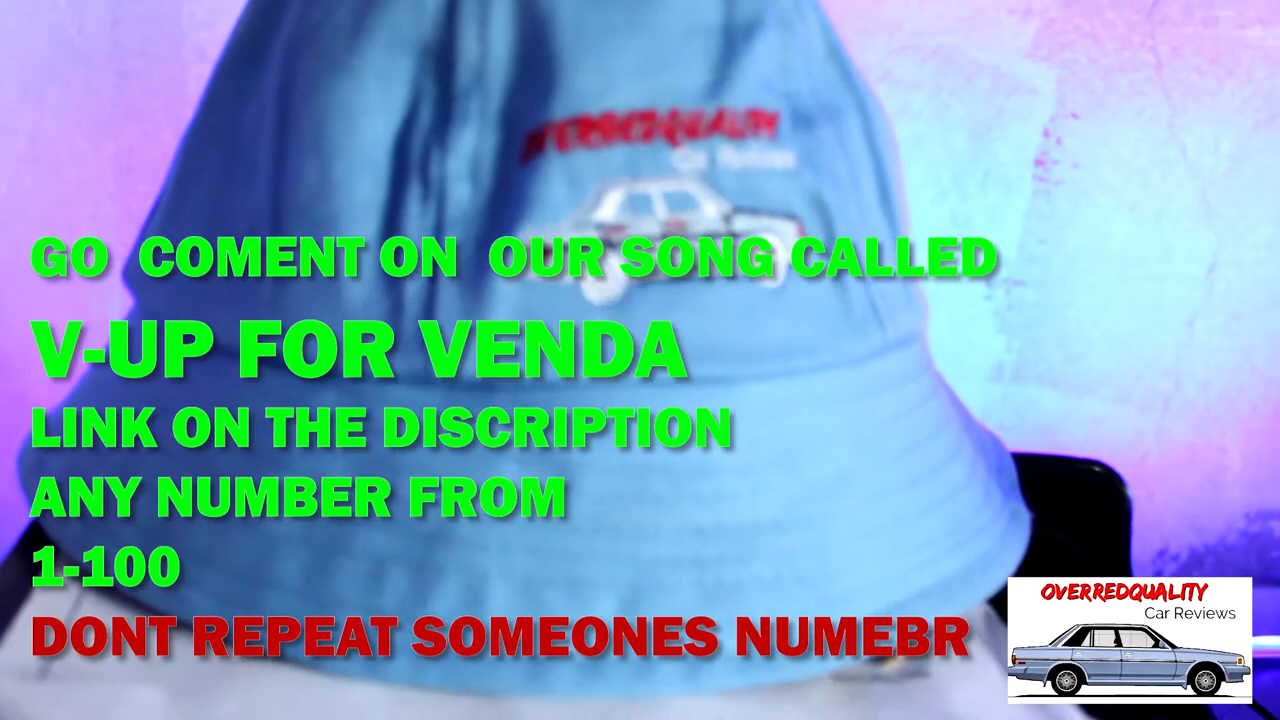 OVERREDQUALITY
GO COMENT ON OUR SONG CALLED
V-UP FOR VENDA
LINK ON THE DISCRIPTION
ANY NUMBER FROM
1-100
DONT REPEAT SOMEONES NUMEBR
OVERREDQUALITY
Car Reviews